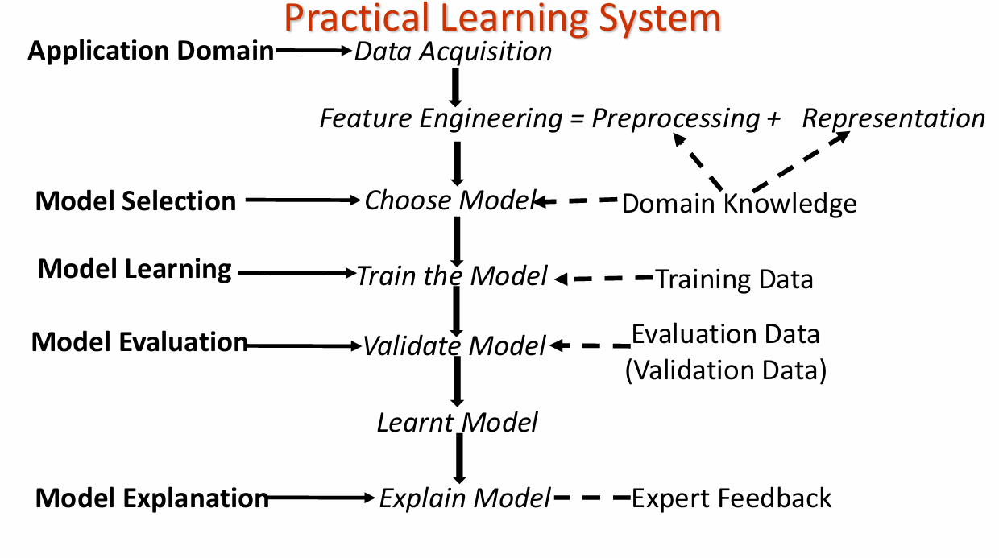 Practical Learning System
Application Domain Data Acquisition
Feature Engineering = Preprocessing + Representation
Model Selection Choose Model Domain Knowledge
Model Learning Train the Model Training Data
Model Evaluation Validate Model Evaluation Data
(Validation Data)
Learnt Model
Model Explanation Explain Model Expert Feedback